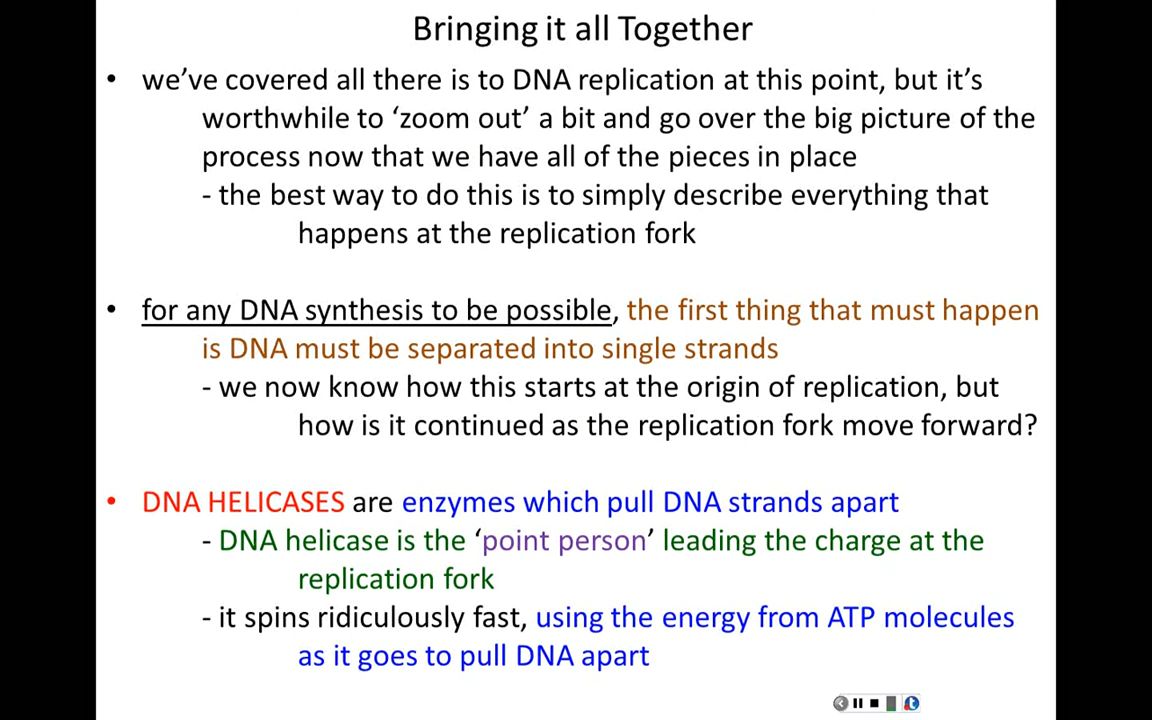 Bringing it all Together
• we've covered all there is to DNA replication at this point, but it's
worthwhile to ‘zoom out’ a bit and go over the big picture of the
process now that we have all of the pieces in place
- the best way to do this is to simply describe everything that
happens at the replication fork
• for any DNA synthesis to be possible, the first thing that must happen
is DNA must be separated into single strands
- we now know how this starts at the origin of replication, but
how is it continued as the replication fork move forward?
• DNA HELICASES are enzymes which pull DNA strands apart
- DNA helicase is the ‘point person’ leading the charge at the
replication fork
- it spins ridiculously fast, using the energy from ATP molecules
as it goes to pull DNA apart